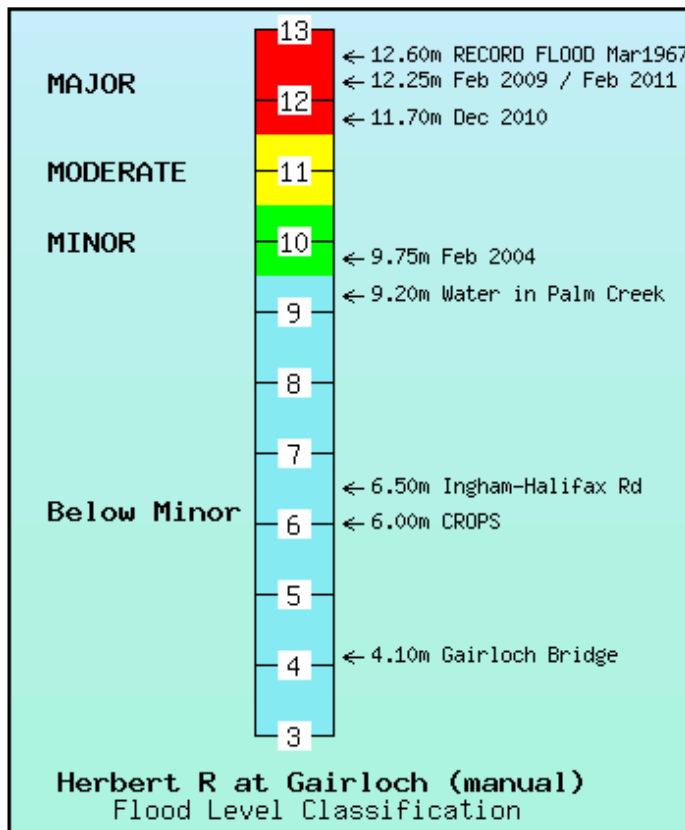 13
← 12.60m RECORD FLOOD Mar1967
MAJOR
← 12.25m Feb 2009 / Feb 2011
12
← 11.70m Dec 2010
MODERATE
11
MINOR
10
← 9.75m Feb 2004
← 9.20m Water in Palm Creek
9
8
7
← 6.50m Ingham-Halifax Rd
Below Minor
6
← 6.00m CROPS
5
← 4.10m Gairloch Bridge
4
3
Herbert R at Gairloch (manual)
Flood Level Classification